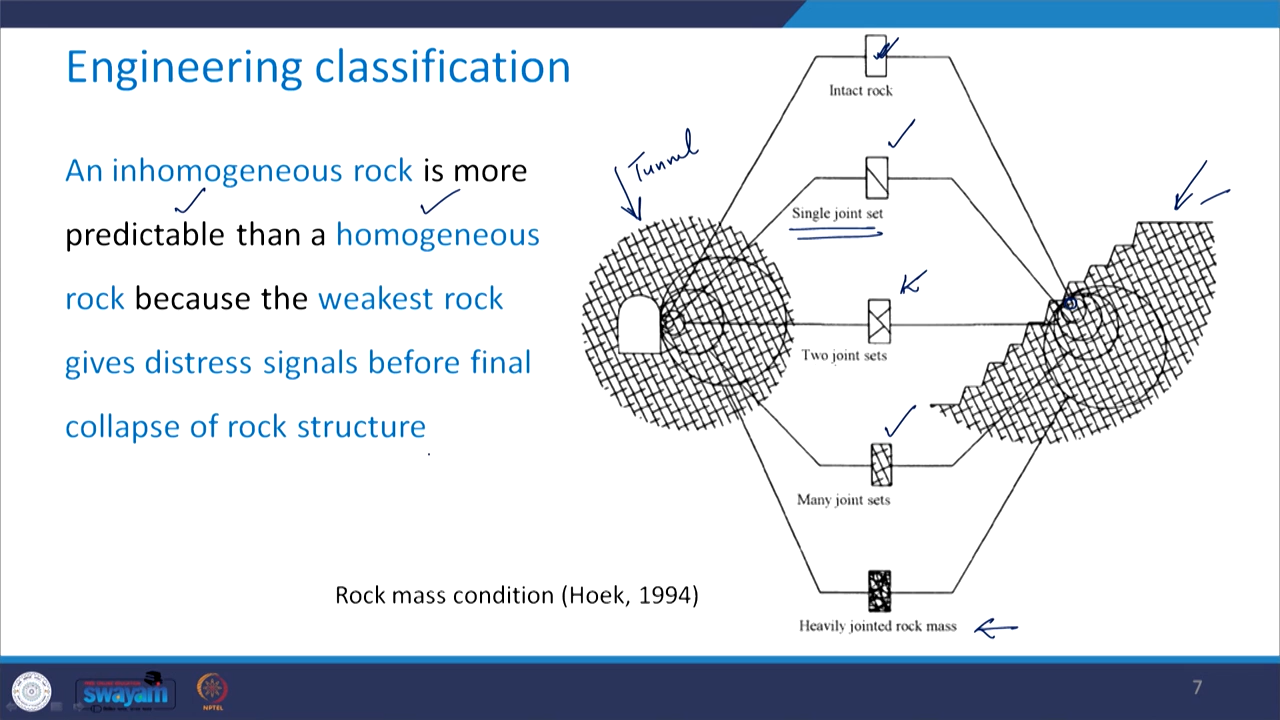 Engineering classification
An inhomogeneous rock is more
predictable than a homogeneous
rock because the weakest rock
gives distress signals before final
collapse of rock structure
Rock mass condition (Hoek, 1994)
Tunnel
Intact rock
Single joint set
Two joint sets
Many joint sets
Heavily jointed rock mass
swayam
NPTEL
7